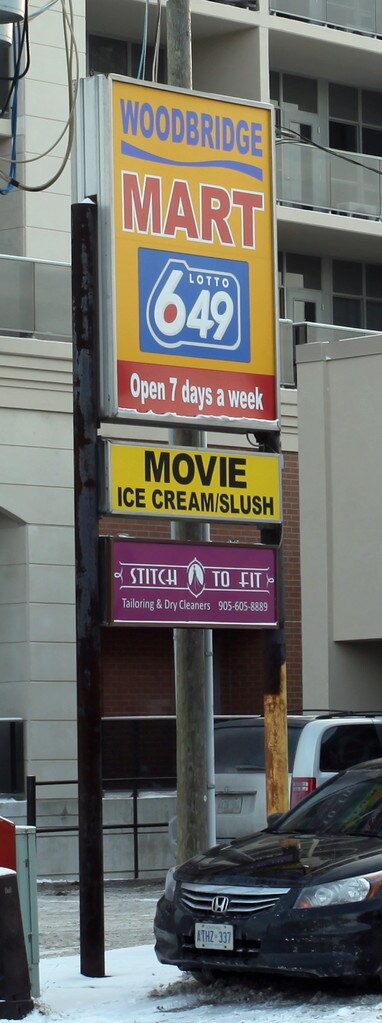 WOODBRIDGE
MART
LOTTO
649
Open 7 days a week
MOVIE
ICE CREAM/SLUSH
STITCH TO FIT
Tailoring & Dry Cleaners 905-605-8889
ATHZ·337